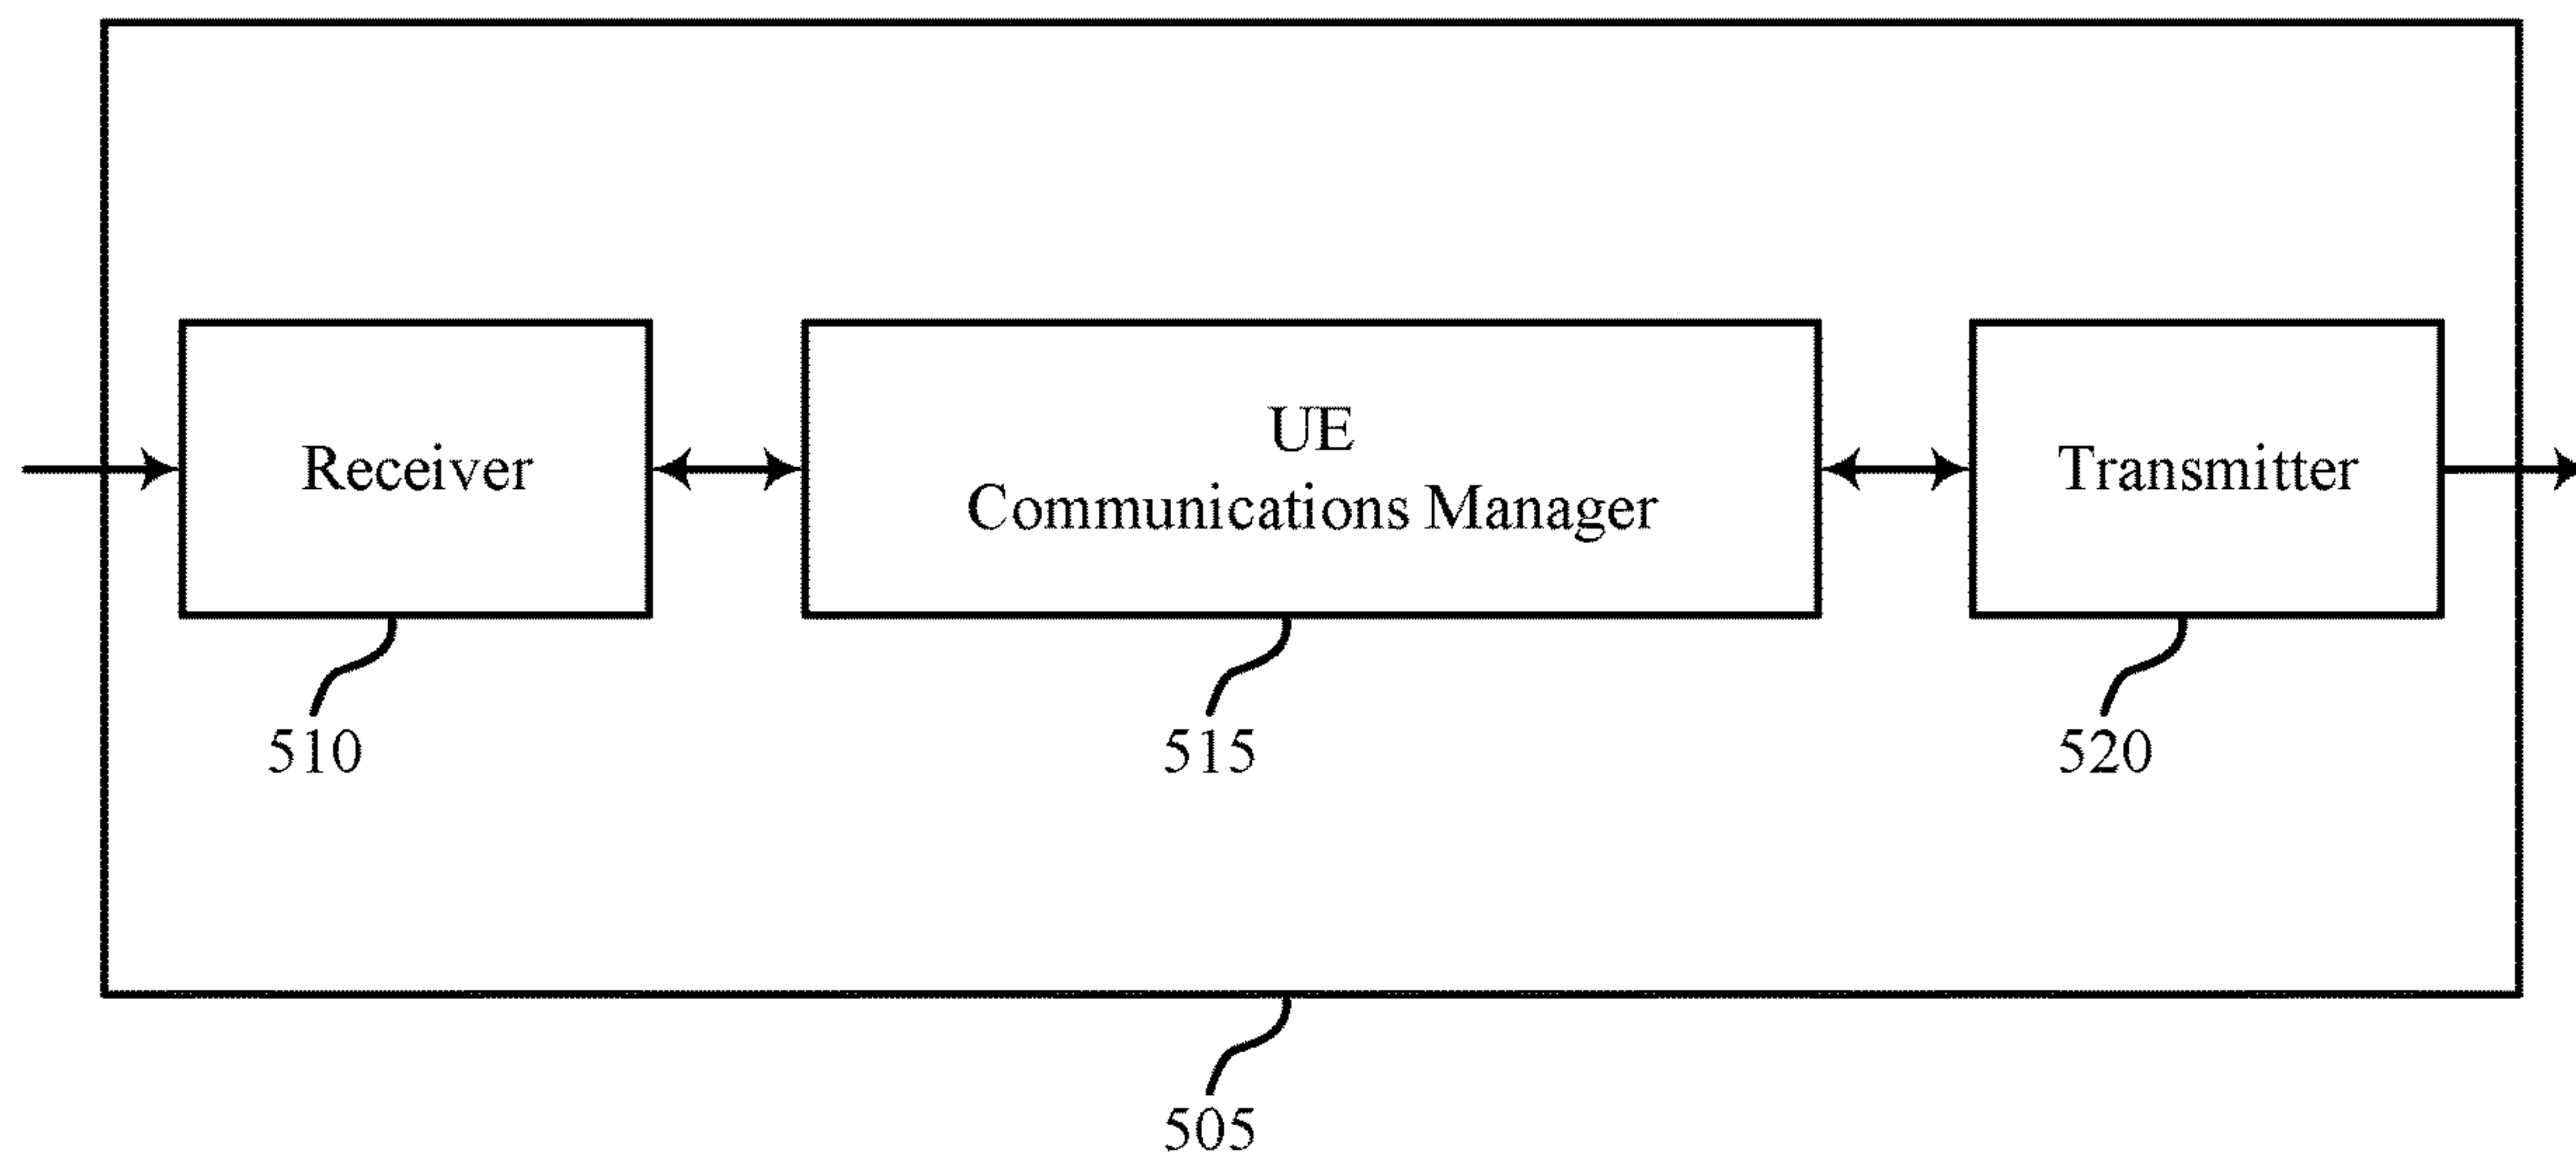 Receiver
UE
Communications Manager
Transmitter
510
515
520
505